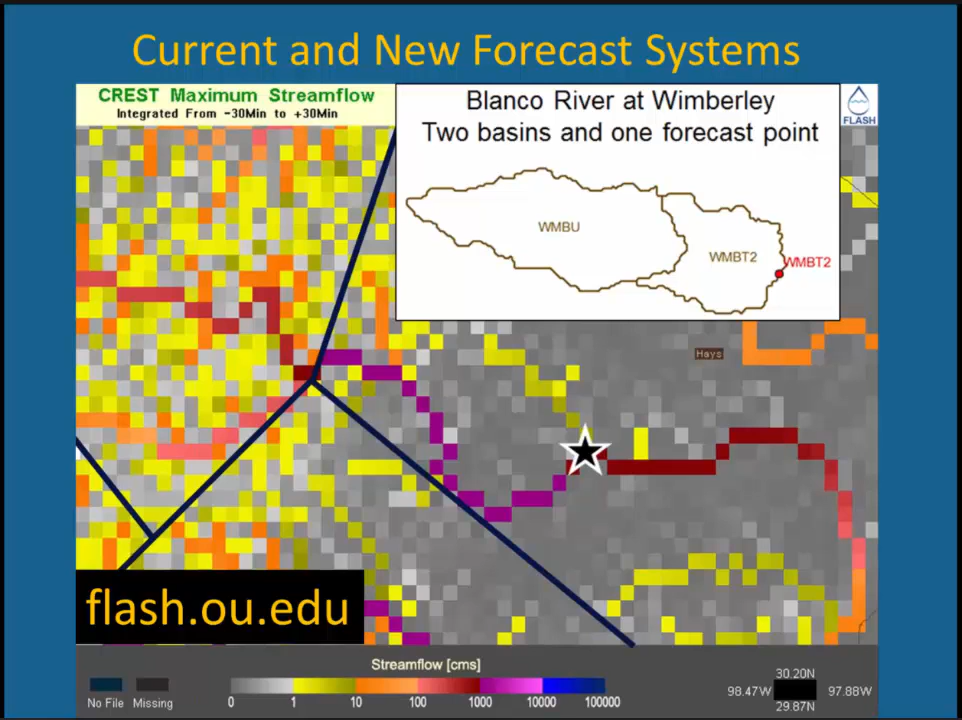 Current and New Forecast Systems
CREST Maximum Streamflow
Integrated From -30Min to +30Min
Blanco River at Wimberley
Two basins and one forecast point
FLASH
WMBU
WMBT2
WMBT2
Hays
flash.ou.edu
Streamflow [cms]
No File Missing
0 1 10 100 1000 10000 100000
30.20N
98.47W 97.88W
29.87N